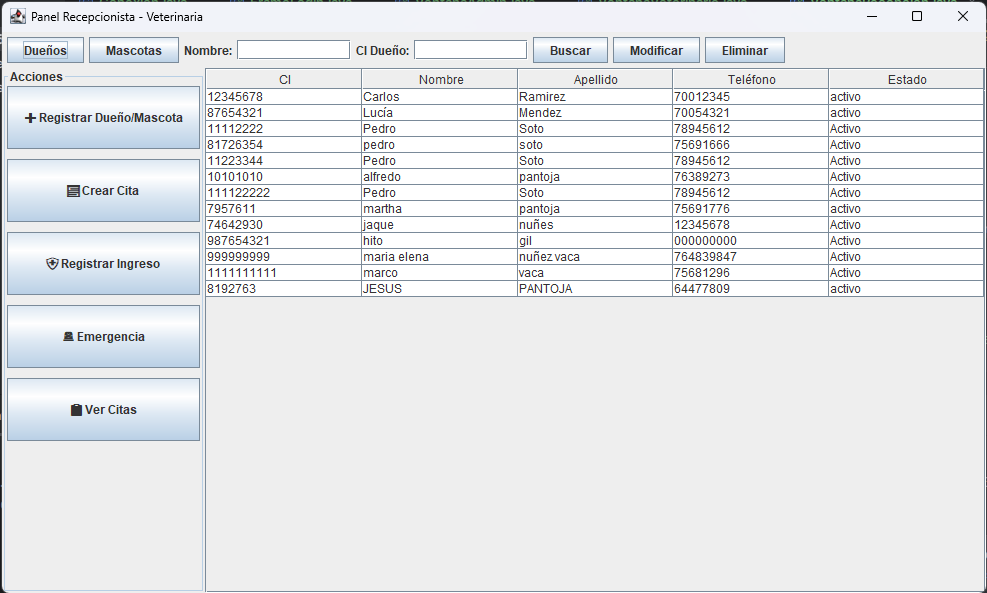 Panel Recepcionista - Veterinaria
Dueños Mascotas Nombre: CI Dueño: Buscar Modificar Eliminar
Acciones
Registrar Dueño/Mascota
Crear Cita
Registrar Ingreso
Emergencia
Ver Citas
CI Nombre Apellido Teléfono Estado
12345678 Carlos Ramirez 70012345 activo
87654321 Lucía Mendez 70054321 activo
11112222 Pedro Soto 78945612 Activo
81726354 pedro soto 75691666 Activo
11223344 Pedro Soto 78945612 Activo
10101010 alfredo pantoja 76389273 Activo
111122222 Pedro Soto 78945612 Activo
7957611 martha pantoja 75691776 activo
74642930 jaque nuñes 12345678 Activo
987654321 hito gil 000000000 Activo
999999999 maria elena nuñez vaca 764839847 Activo
1111111111 marco vaca 75681296 Activo
8192763 JESUS PANTOJA 64477809 activo